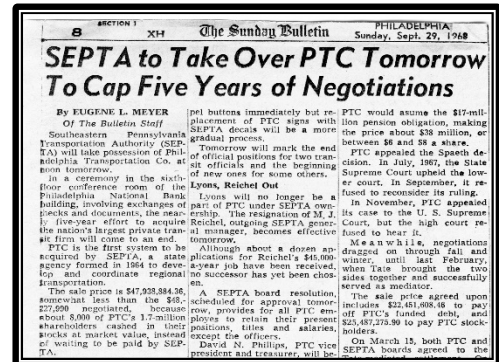 SECTION 1
8 XH The Sunday Bulletin PHILADELPHIA
Sunday, Sept. 29, 1968
SEPTA to Take Over PTC Tomorrow
To Cap Five Years of Negotiations
By EUGENE L. MEYER
Of The Bulletin Staff
Southeastern Pennsylvania
Transportation Authority (SEP-
TA) will take possession of Phil-
adelphia Transportation Co. at
noon tomorrow.
In a ceremony in the sixth-
floor conference room of the
Philadelphia National Bank
building, involving exchanges of
checks and documents, the near-
ly five-year effort to acquire
the nation's largest private tran-
sit firm will come to an end.
PTC is the first system to be
acquired by SEPTA, a state
agency formed in 1964 to deve-
lop and coordinate regional
transportation.
The sale price is $47,938,884.36,
somewhat less than the $48,-
227,990 negotiated, because
about 8,000 of PTC's 1.7-million
shareholders cashed in their
stocks at market value, instead
of waiting to be paid by SEP-
TA.
pel buttons immediately but re-
placement of PTC signs with
SEPTA decals will be a more
gradual process.
Tomorrow will mark the end
of official positions for two tran-
sit officials and the beginning
of new ones for some others.
Lyons, Reichel Out
Lyons will no longer be a
part of PTC under SEPTA own-
ership. The resignation of M. J.
Reichel, outgoing SEPTA gener-
al manager, becomes effective
tomorrow.
Although about a dozen ap-
plications for Reichel's $45,000-
a-year job have been received,
no successor has yet been chos-
en.
A SEPTA board resolution,
scheduled for approval tomor-
row, provides for all PTC em-
ployes to retain their present
positions, titles and salaries,
except the officers.
David N. Phillips, PTC vice
president and treasurer, will be-
PTC would asume the $17-mil-
lion pension obligation, making
the price about $38 million, or
between $6 and $8 a share.
PTC appealed the Spaeth de-
cision. In July, 1967, the State
Supreme Court upheld the low-
er court. In September, it re-
fused to reconsider its ruling.
In November, PTC appealed
its case to the U. S. Supreme
Court, but the high court re-
fused to hear it.
Meanwhile, negotiations
dragged on through fall and
winter, until last February,
when Tate brought the two
sides together and successfully
served as mediator.
The sale price agreed upon
includes $22,451,608.46 to pay
off PTC's funded debt, and
$25,487,275.90 to pay PTC stock-
holders.
On March 15, both PTC and
SEPTA boards agreed to the